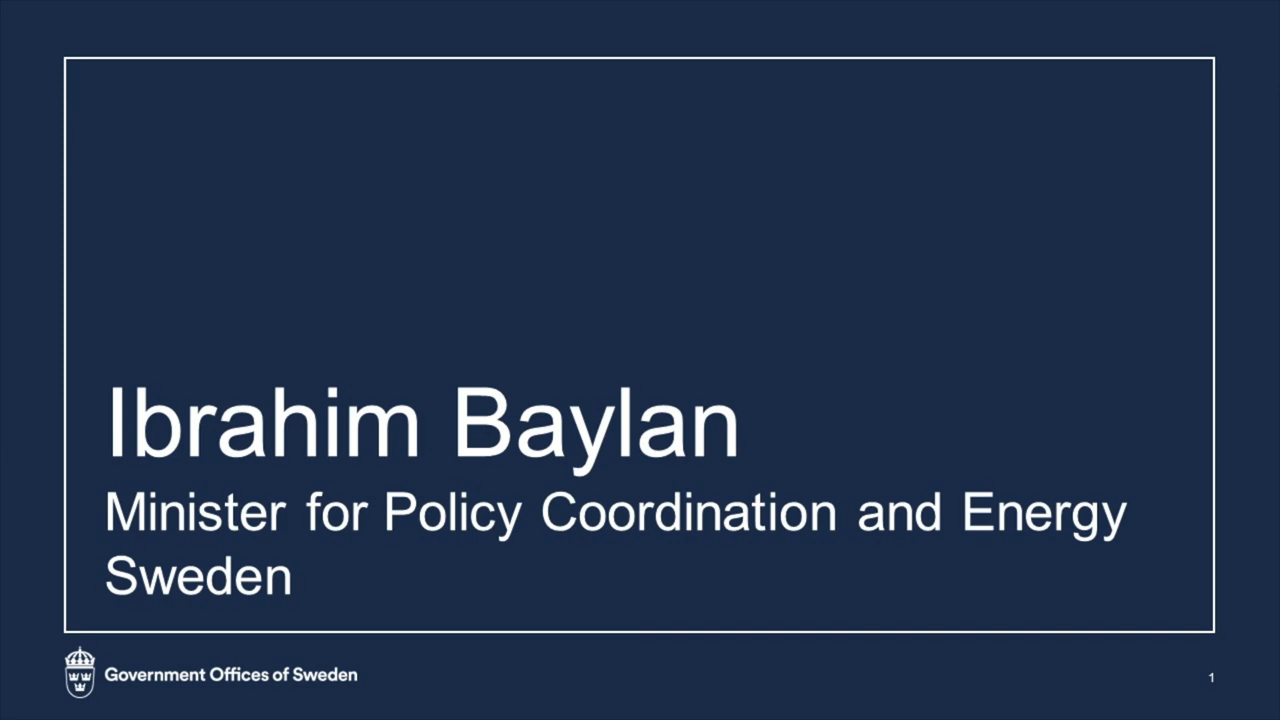 Ibrahim Baylan
Minister for Policy Coordination and Energy
Sweden
Government Offices of Sweden
1